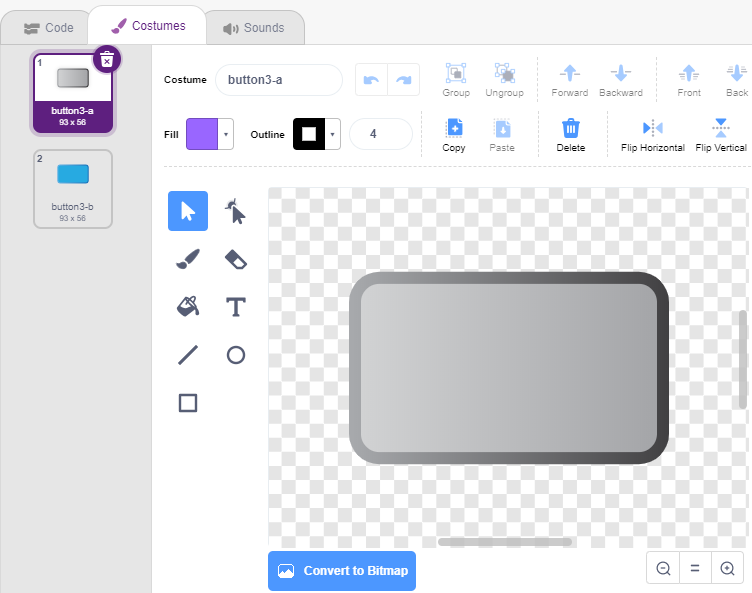 Code
Costumes
Sounds
1
button3-a
93 x 56
2
button3-b
93 x 56
Costume
button3-a
Group
Ungroup
Forward
Backward
Front
Back
Fill
Outline
4
Copy
Paste
Delete
Flip Horizontal
Flip Vertical
T
Convert to Bitmap